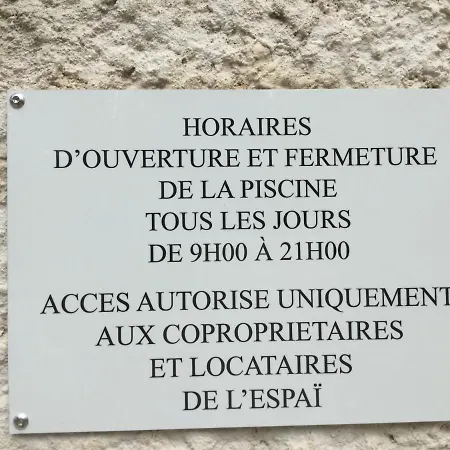 HORAIRES
D'OUVERTURE ET FERMETURE
DE LA PISCINE
TOUS LES JOURS
DE 9H00 À 21H00
ACCES AUTORISE UNIQUEMENT
AUX COPROPRIETAIRES
ET LOCATAIRES
DE L'ESPAÏ